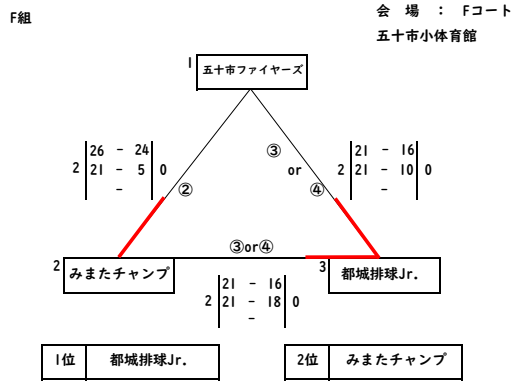 F組
会 場 : Fコート
五十市小体育館
1 五十市ファイヤーズ
2 26 - 24 0
21 - 5
-
②
③
or
④
2 21 - 16 0
21 - 10
-
③or④
2 みまたチャンプ
3 都城排球Jr.
2 21 - 16 0
21 - 18
-
1位 都城排球Jr.
2位 みまたチャンプ